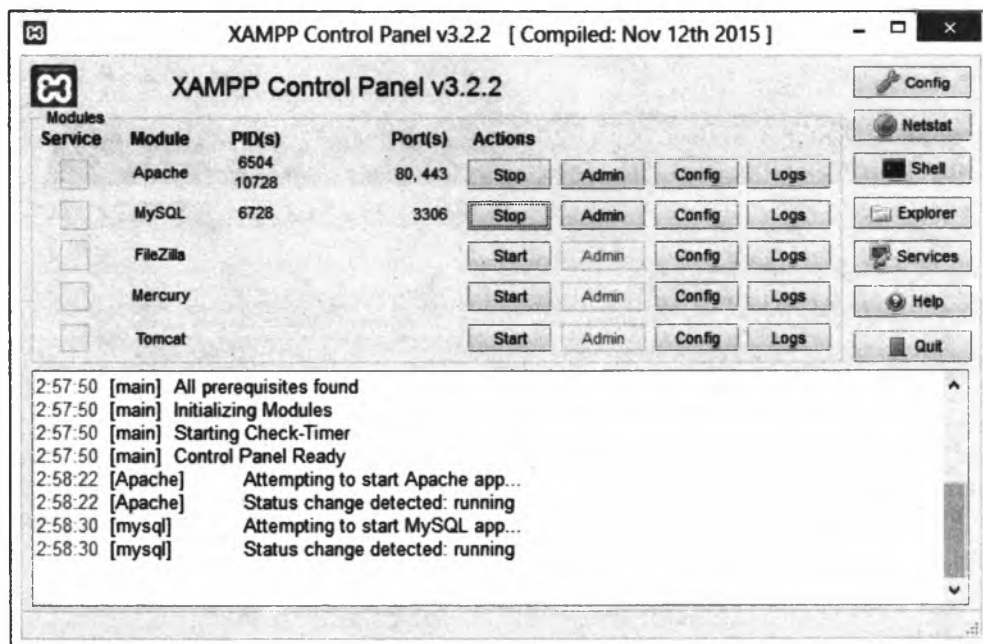 XAMPP Control Panel v3.2.2 [ Compiled: Nov 12th 2015 ]
XAMPP Control Panel v3.2.2
Config
Netstat
Shell
Explorer
Services
Help
Quit
Modules
Service Module PID(s) Port(s) Actions
Apache 6504 10728 80, 443 Stop Admin Config Logs
MySQL 6728 3306 Stop Admin Config Logs
FileZilla Start Admin Config Logs
Mercury Start Admin Config Logs
Tomcat Start Admin Config Logs
2:57:50 [main] All prerequisites found
2:57:50 [main] Initializing Modules
2:57:50 [main] Starting Check-Timer
2:57:50 [main] Control Panel Ready
2:58:22 [Apache] Attempting to start Apache app...
2:58:22 [Apache] Status change detected: running
2:58:30 [mysql] Attempting to start MySQL app...
2:58:30 [mysql] Status change detected: running